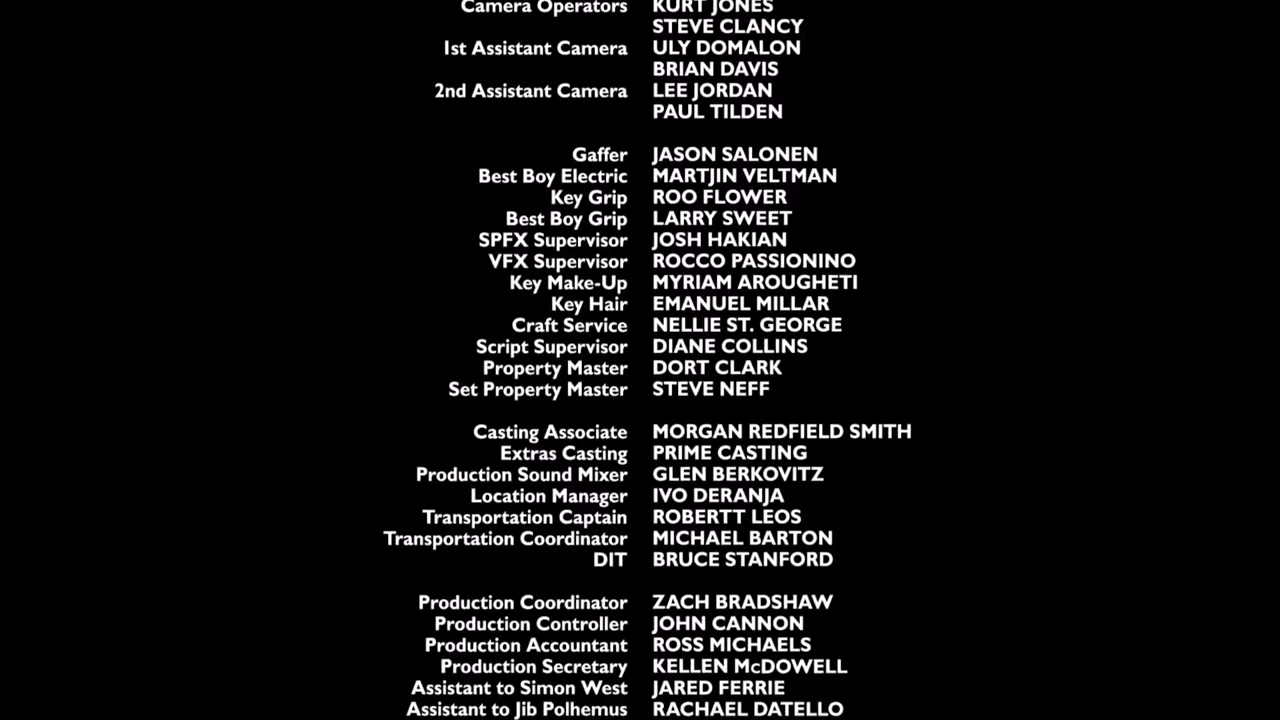 Camera Operators KURT JONES
STEVE CLANCY
1st Assistant Camera ULY DOMALON
BRIAN DAVIS
2nd Assistant Camera LEE JORDAN
PAUL TILDEN
Gaffer JASON SALONEN
Best Boy Electric MARTJIN VELTMAN
Key Grip ROO FLOWER
Best Boy Grip LARRY SWEET
SPFX Supervisor JOSH HAKIAN
VFX Supervisor ROCCO PASSIONINO
Key Make-Up MYRIAM AROUGHETI
Key Hair EMANUEL MILLAR
Craft Service NELLIE ST. GEORGE
Script Supervisor DIANE COLLINS
Property Master DORT CLARK
Set Property Master STEVE NEFF
Casting Associate MORGAN REDFIELD SMITH
Extras Casting PRIME CASTING
Production Sound Mixer GLEN BERKOVITZ
Location Manager IVO DERANJA
Transportation Captain ROBERTT LEOS
Transportation Coordinator MICHAEL BARTON
DIT BRUCE STANFORD
Production Coordinator ZACH BRADSHAW
Production Controller JOHN CANNON
Production Accountant ROSS MICHAELS
Production Secretary KELLEN McDOWELL
Assistant to Simon West JARED FERRIE
Assistant to Jib Polhemus RACHAEL DATELLO